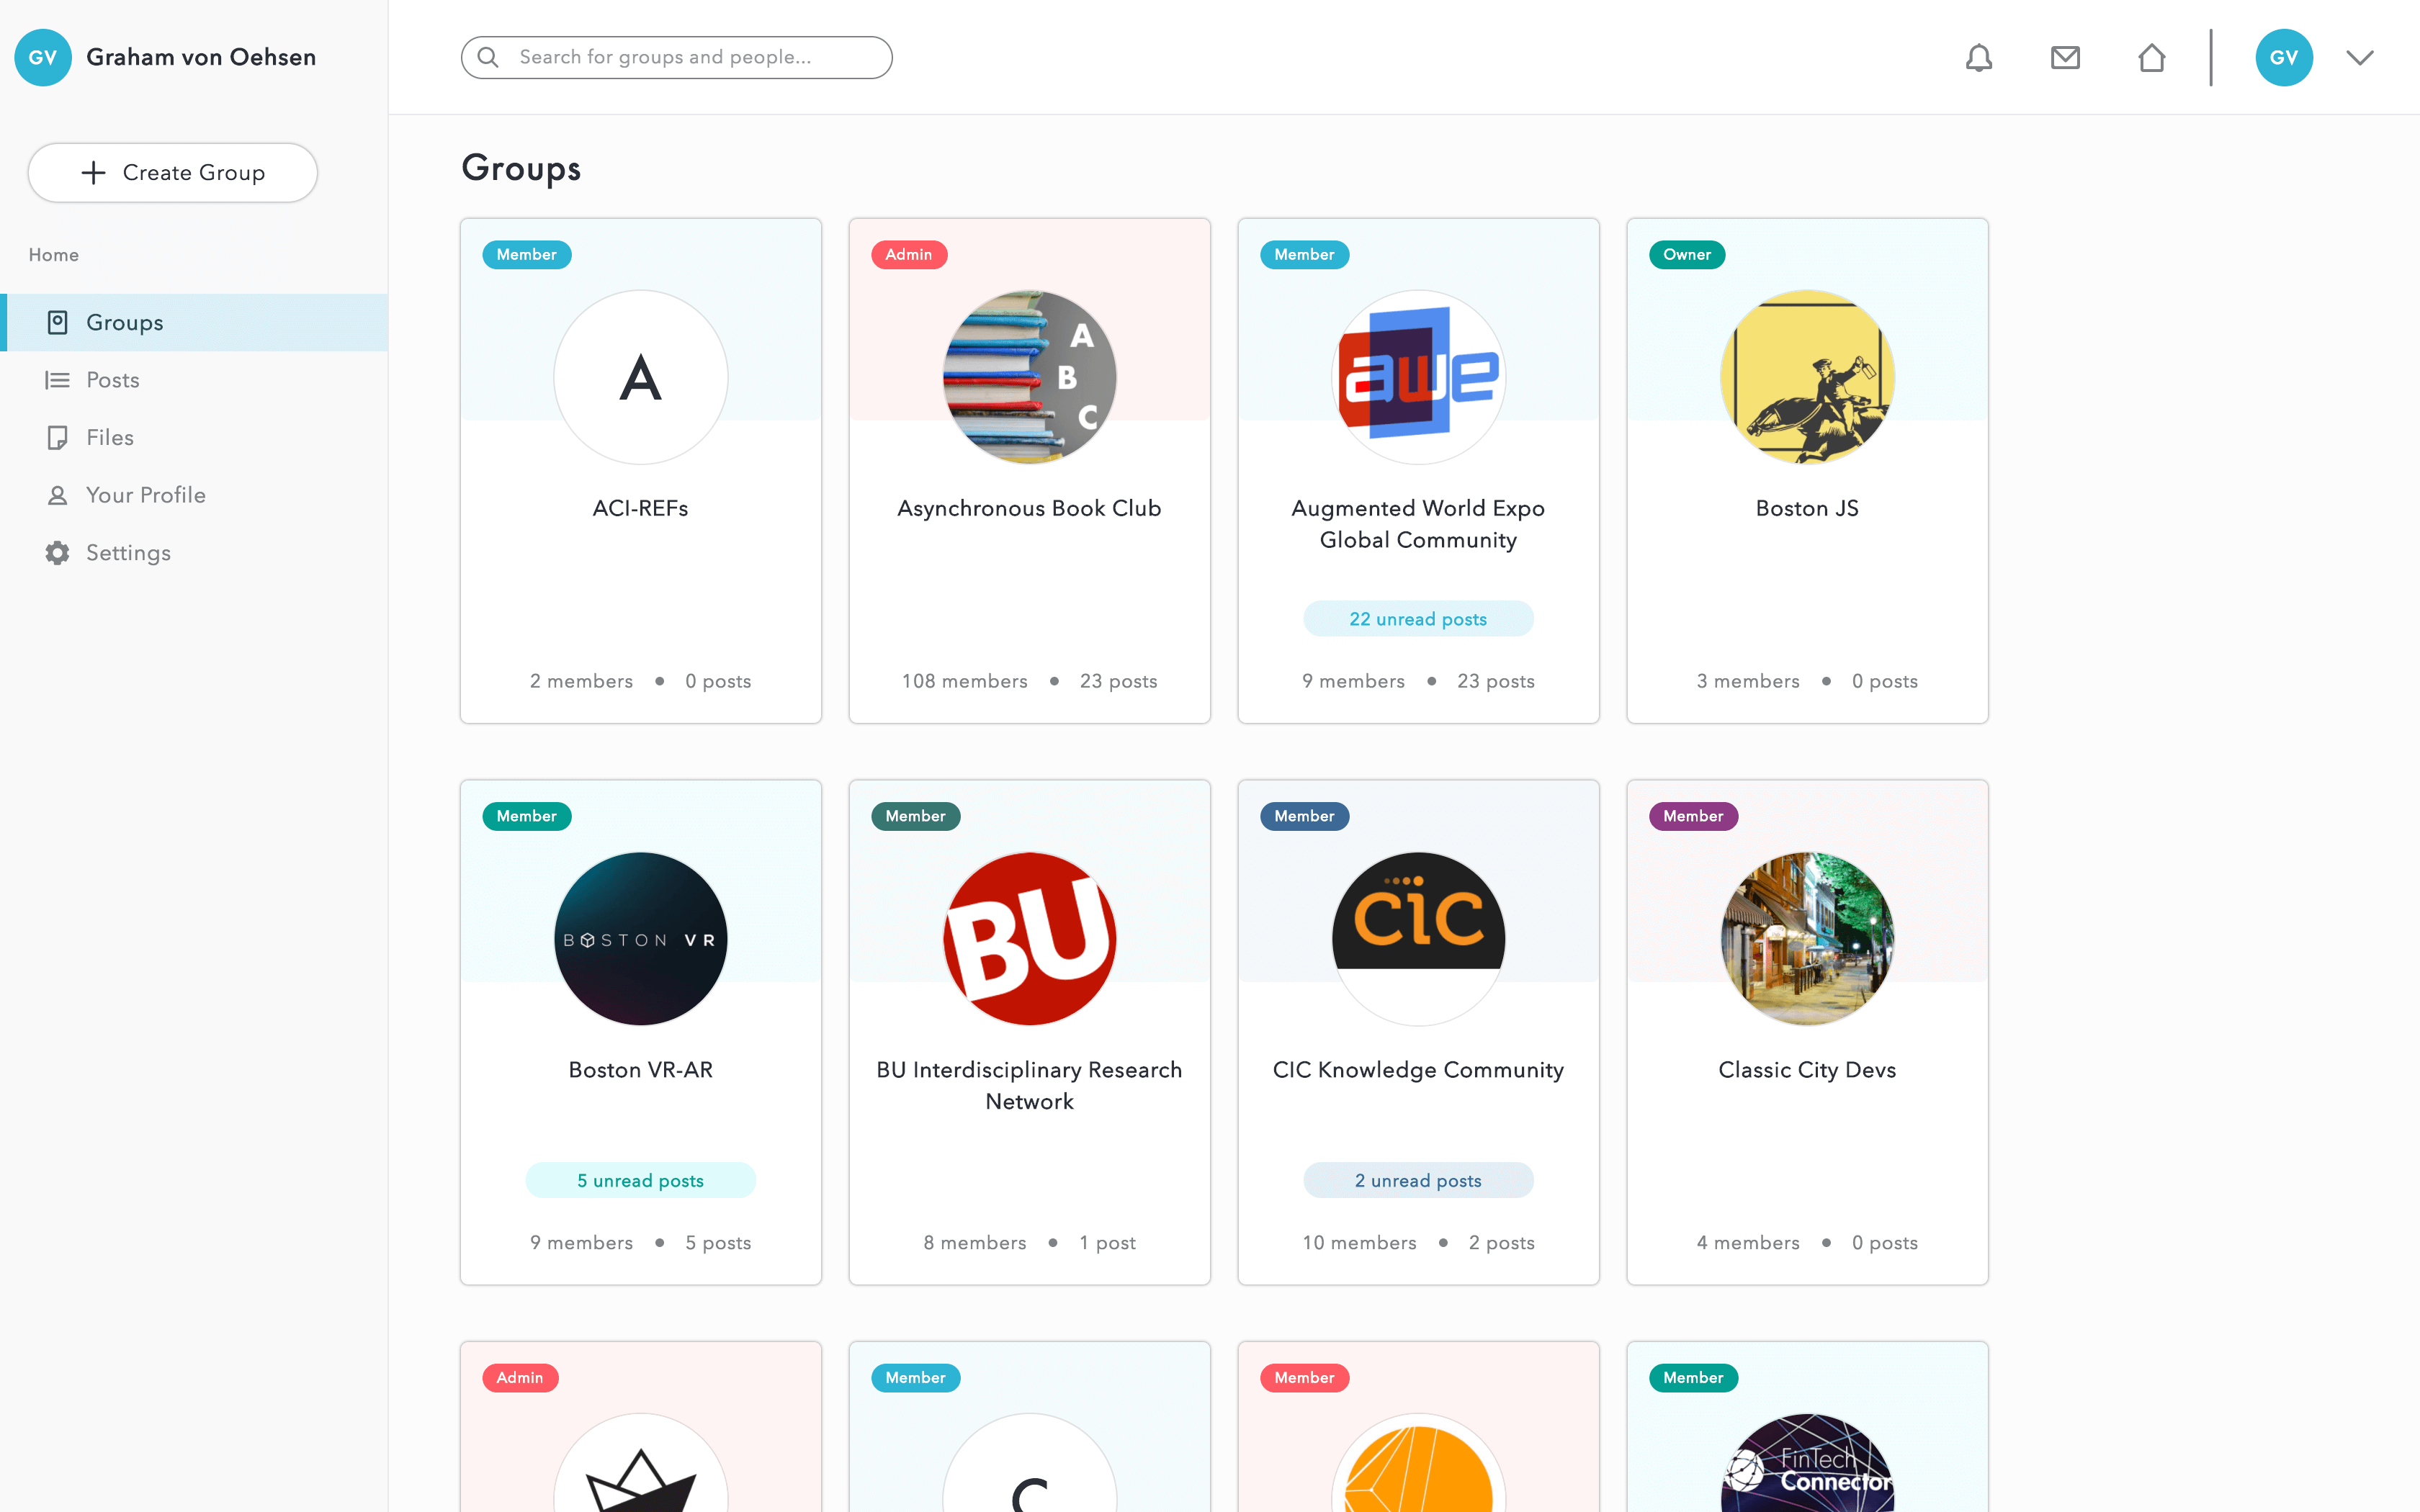 GV Graham von Oehsen
Search for groups and people...
GV
Create Group
Home
Groups
Posts
Files
Your Profile
Settings
Groups
Member
A
ACI-REFs
2 members • 0 posts
Admin
A
B
C
Asynchronous Book Club
108 members • 23 posts
Member
awe
Augmented World Expo
Global Community
22 unread posts
9 members • 23 posts
Owner
Boston JS
3 members • 0 posts
Member
BOSTON VR
Boston VR-AR
5 unread posts
9 members • 5 posts
Member
BU
BU Interdisciplinary Research
Network
8 members • 1 post
Member
cic
CIC Knowledge Community
2 unread posts
10 members • 2 posts
Member
Classic City Devs
4 members • 0 posts
Admin
Member
C
Member
Member
FinTech
Connector